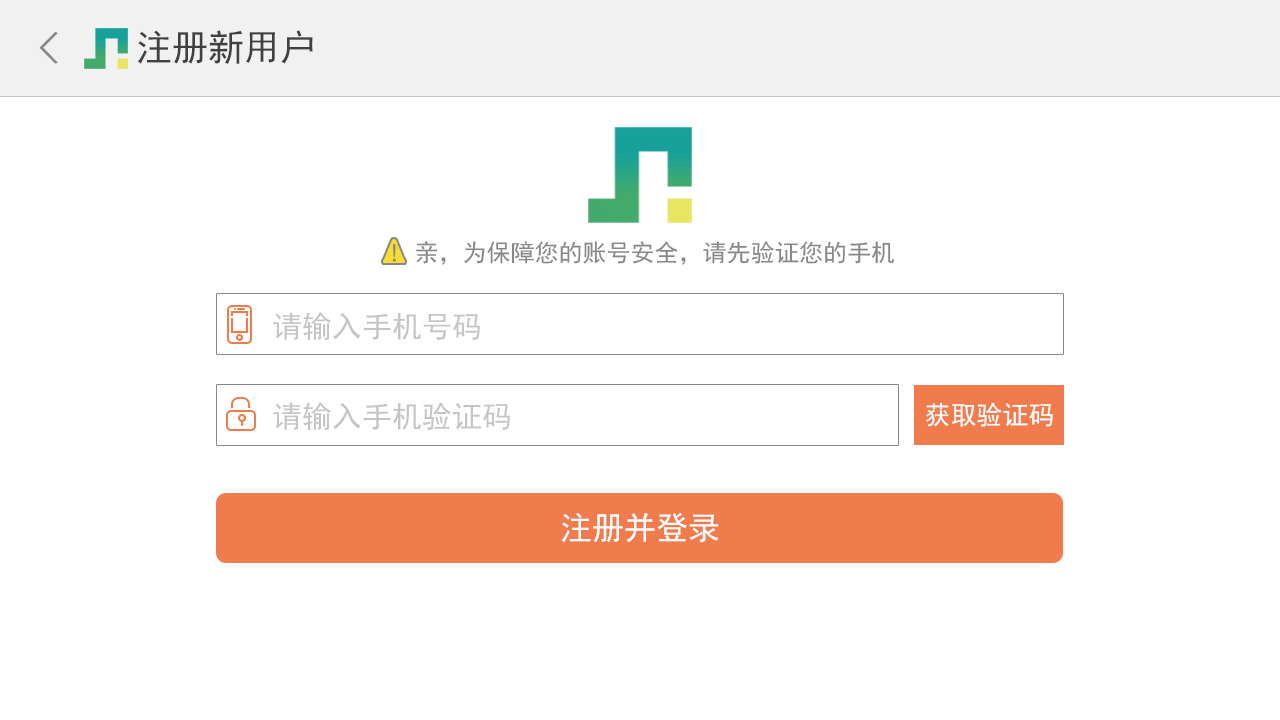 注册新用户
亲，为保障您的账号安全，请先验证您的手机
请输入手机号码
请输入手机验证码
获取验证码
注册并登录